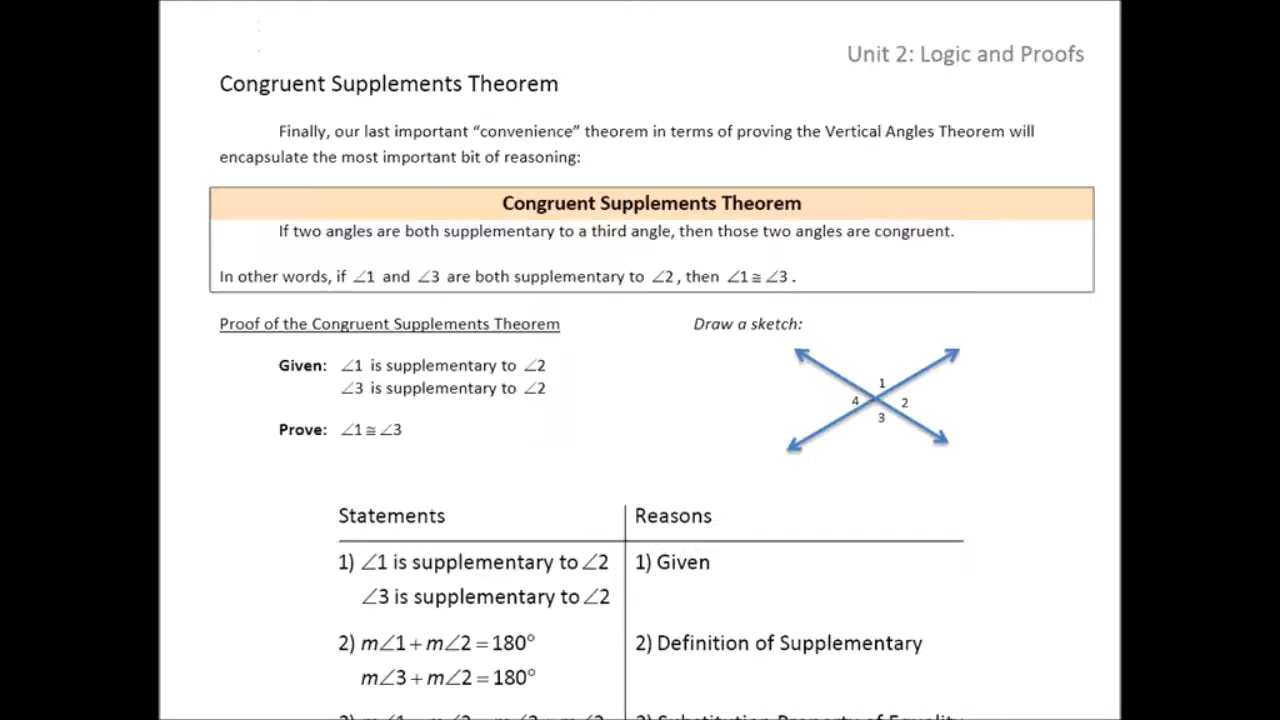 Unit 2: Logic and Proofs
Congruent Supplements Theorem
Finally, our last important “convenience” theorem in terms of proving the Vertical Angles Theorem will
encapsulate the most important bit of reasoning:
Congruent Supplements Theorem
If two angles are both supplementary to a third angle, then those two angles are congruent.
In other words, if ∠1 and ∠3 are both supplementary to ∠2, then ∠1≅∠3.
Proof of the Congruent Supplements Theorem
Draw a sketch:
Given: ∠1 is supplementary to ∠2
∠3 is supplementary to ∠2
Prove: ∠1≅∠3
1
4 2
3
Statements Reasons
1) ∠1 is supplementary to ∠2 1) Given
∠3 is supplementary to ∠2
2) m∠1+m∠2=180° 2) Definition of Supplementary
m∠3+m∠2=180°
3) Substitution Property of Equality